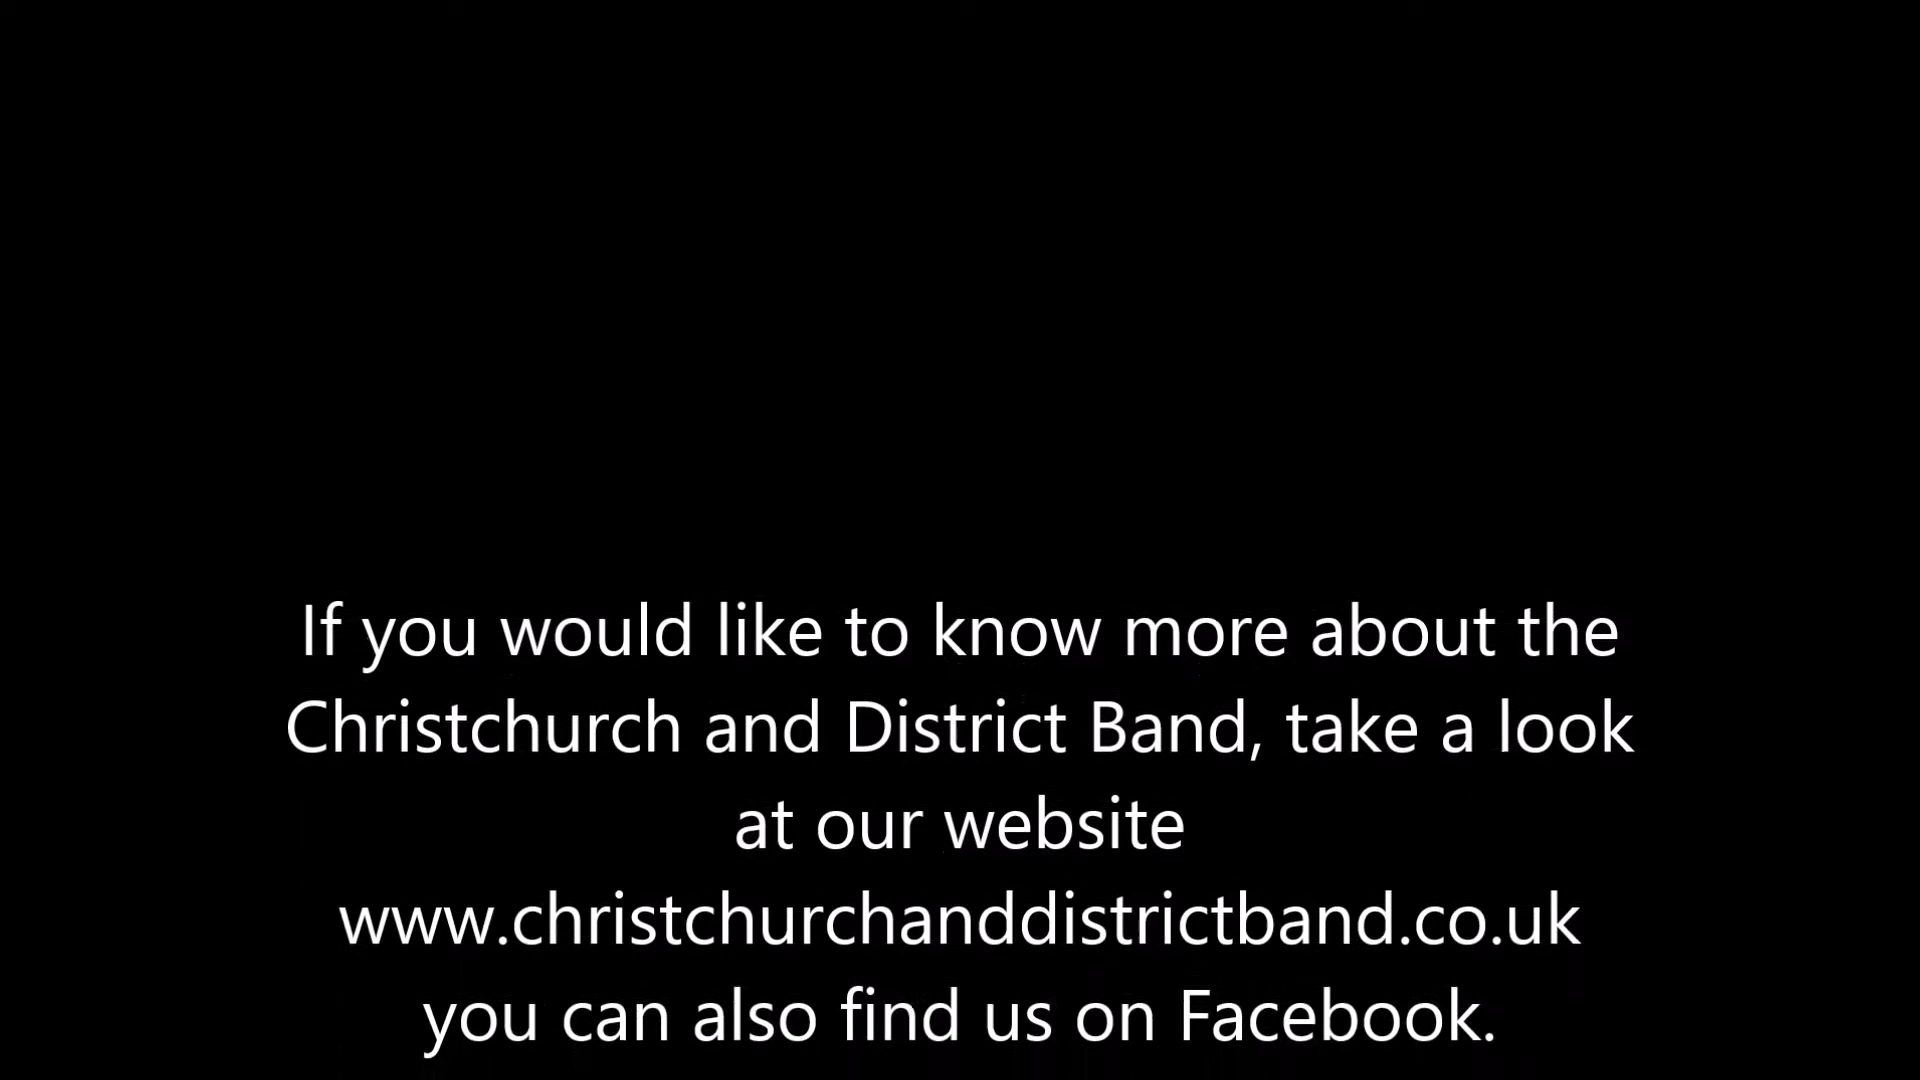 If you would like to know more about the
Christchurch and District Band, take a look
at our website
www.christchurchanddistrictband.co.uk
you can also find us on Facebook.